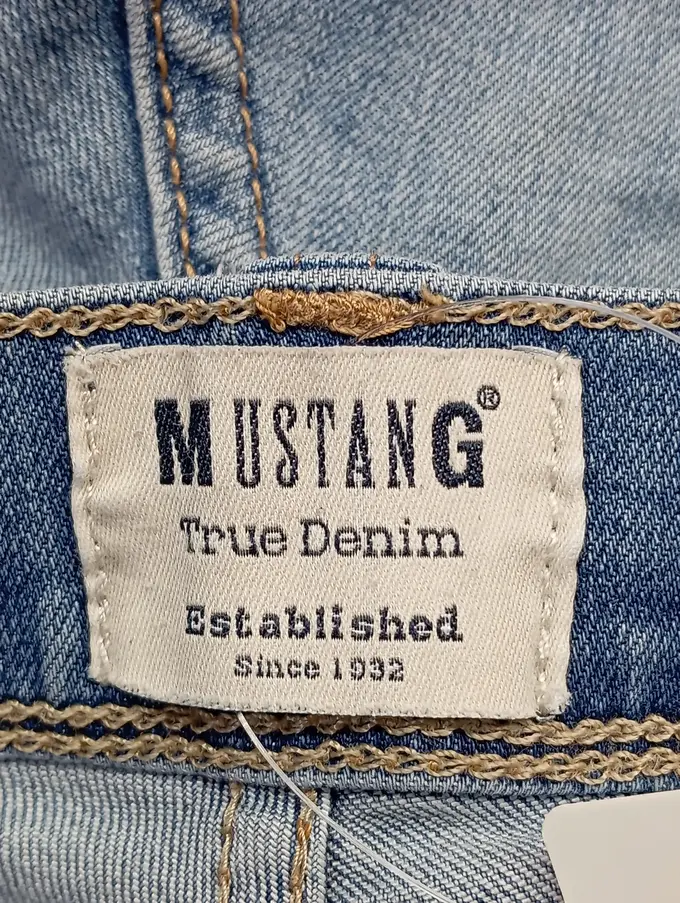 MUSTANG®
True Denim
Established
Since 1932